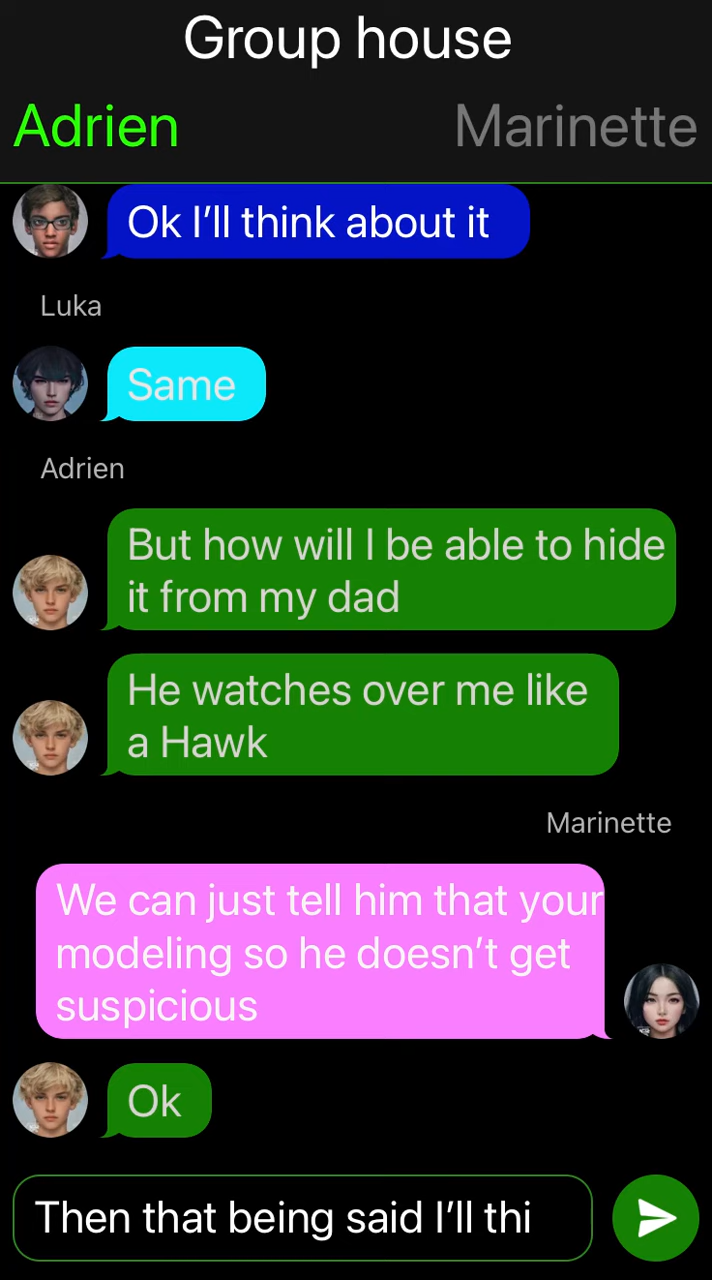 Group house
Adrien
Marinette
Ok I’ll think about it
Luka
Same
Adrien
But how will I be able to hide
it from my dad
He watches over me like
a Hawk
Marinette
We can just tell him that your
modeling so he doesn’t get
suspicious
Ok
Then that being said I’ll thi